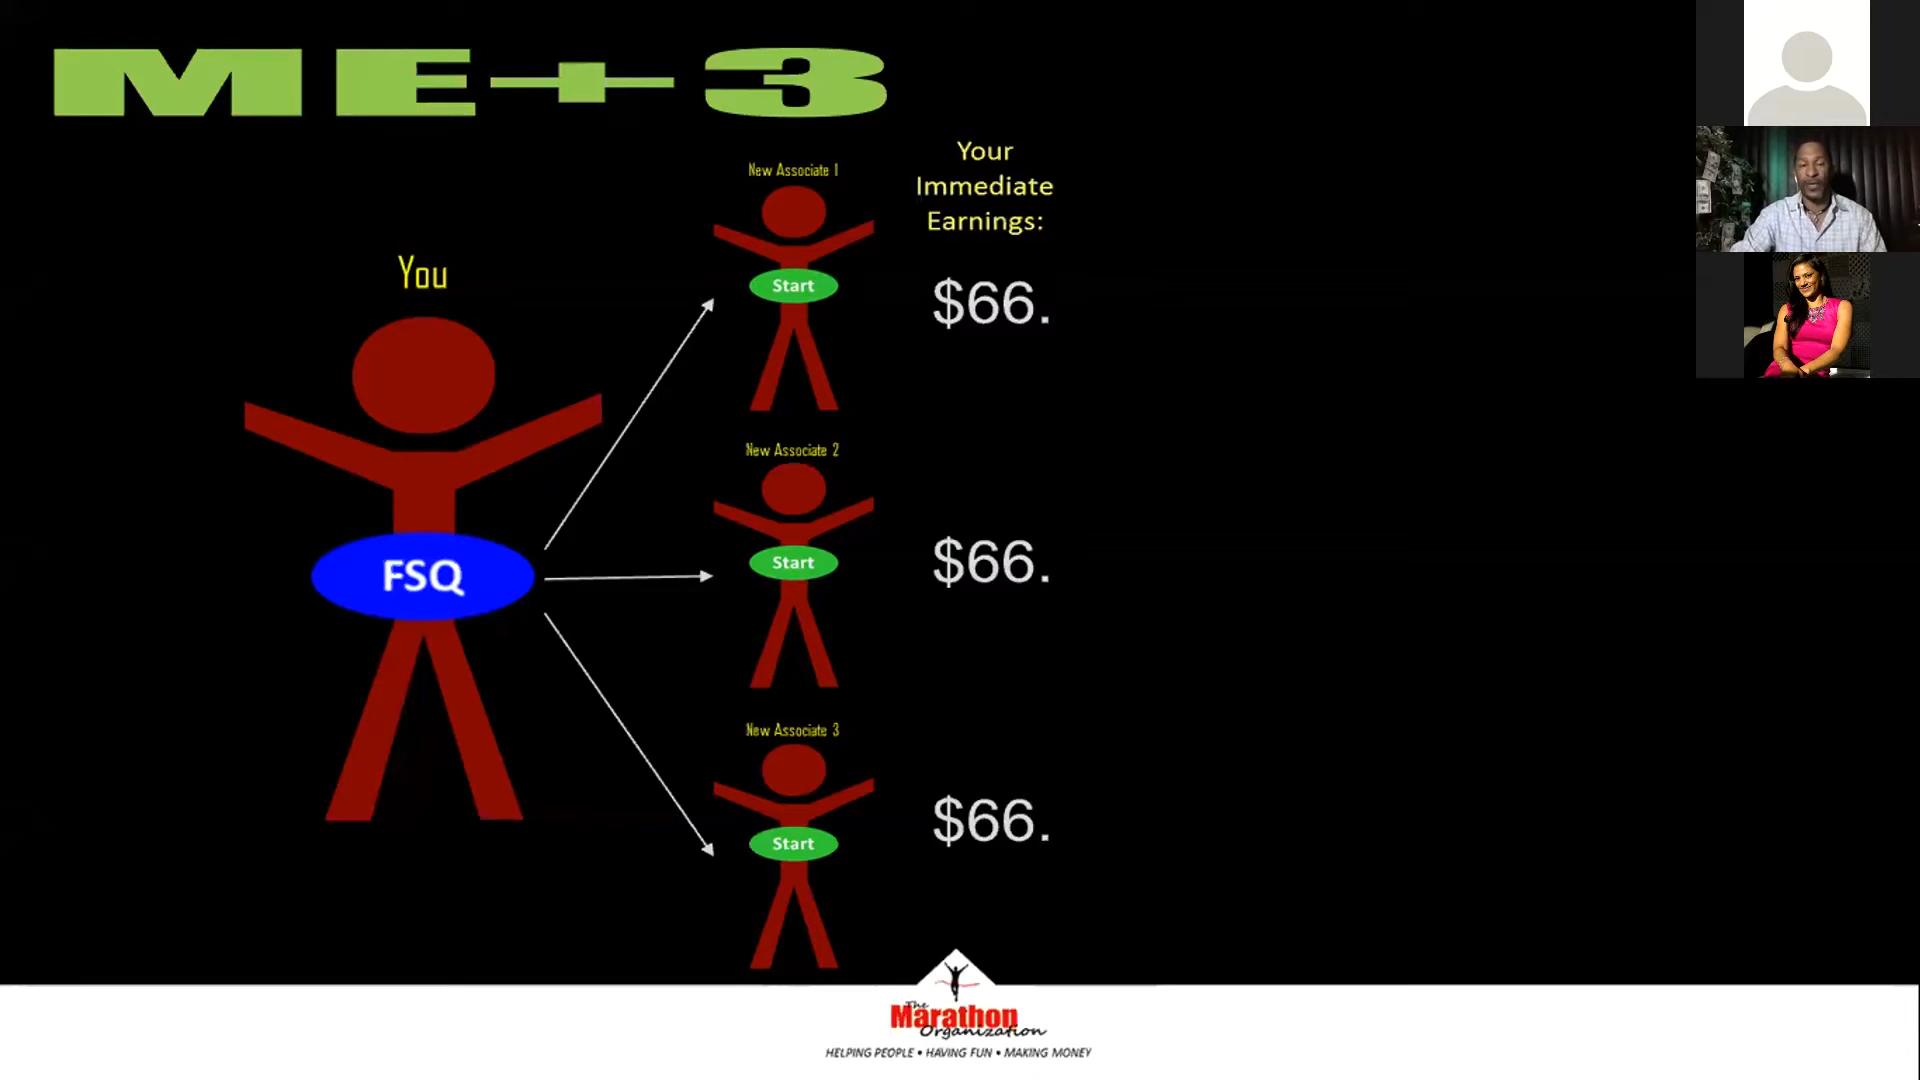 ME+3
Your
Immediate
Earnings:
New Associate 1
You
Start
$66.
New Associate 2
Start
$66.
FSQ
New Associate 3
Start
$66.
The
Marathon
Organization
HELPING PEOPLE • HAVING FUN • MAKING MONEY